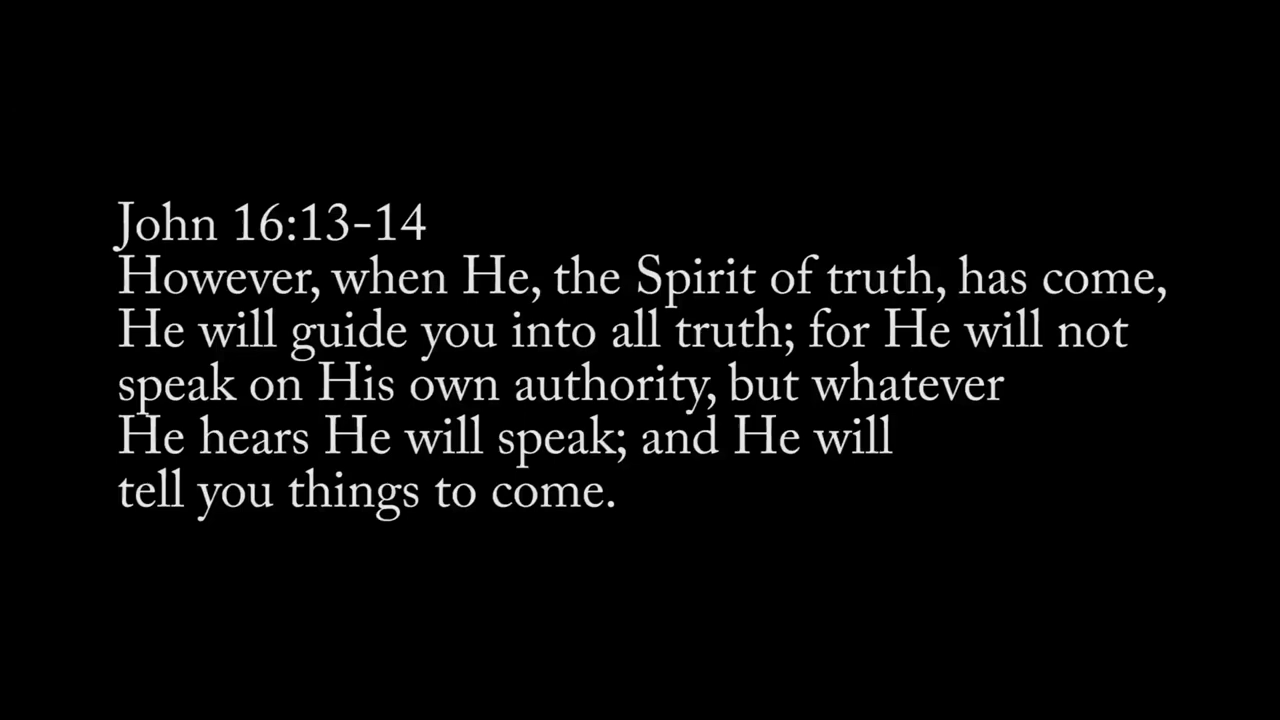 John 16:13-14
However, when He, the Spirit of truth, has come,
He will guide you into all truth; for He will not
speak on His own authority, but whatever
He hears He will speak; and He will
tell you things to come.